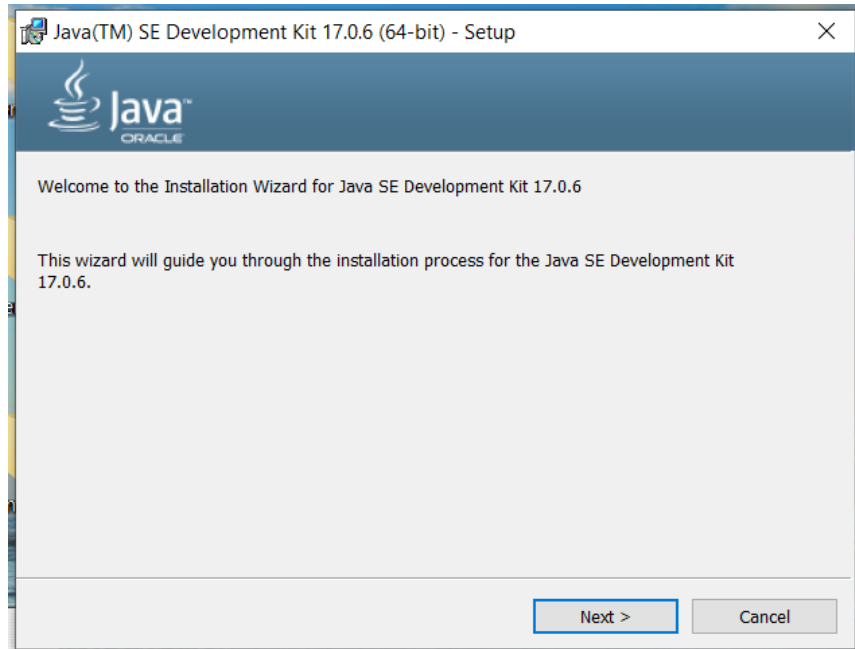 Java(TM) SE Development Kit 17.0.6 (64-bit) - Setup
Java™
ORACLE
Welcome to the Installation Wizard for Java SE Development Kit 17.0.6
This wizard will guide you through the installation process for the Java SE Development Kit
17.0.6.
Next >
Cancel